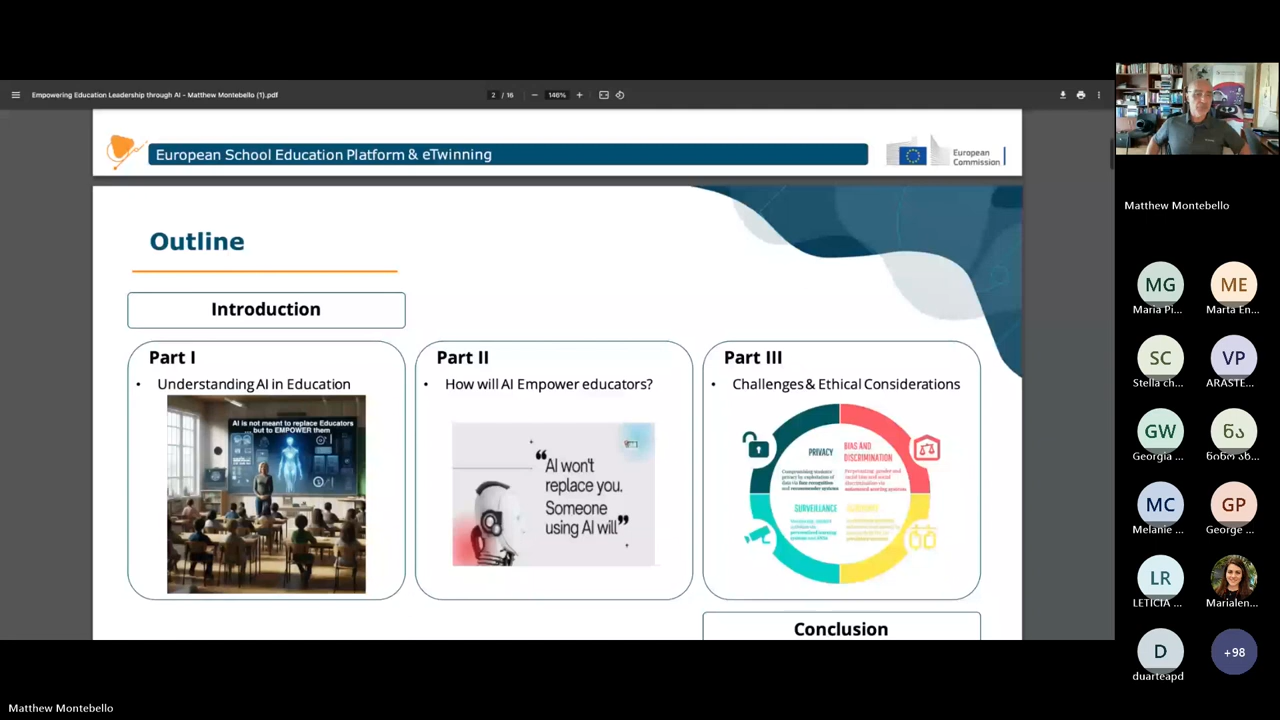 Empowering Education Leadership through AI - Matthew Montebello (1).pdf
2 / 16
146%
European School Education Platform & eTwinning
European
Commission
Outline
Introduction
Part I
• Understanding AI in Education
AI is not meant to replace Educators
but to EMPOWER them
Part II
• How will AI Empower educators?
“AI won't
replace you.
Someone
using AI will”
Part III
• Challenges & Ethical Considerations
PRIVACY
BIAS AND
DISCRIMINATION
SURVEILLANCE
Conclusion
Matthew Montebello
MG
Maria Pi...
ME
Marta En...
SC
Stella ch...
VP
ARASTE...
GW
Georgia ...
ნა
ნინო ან...
MC
Melanie ...
GP
George ...
LR
LETICIA ...
Marialen...
D
duarteapd
+98
Matthew Montebello